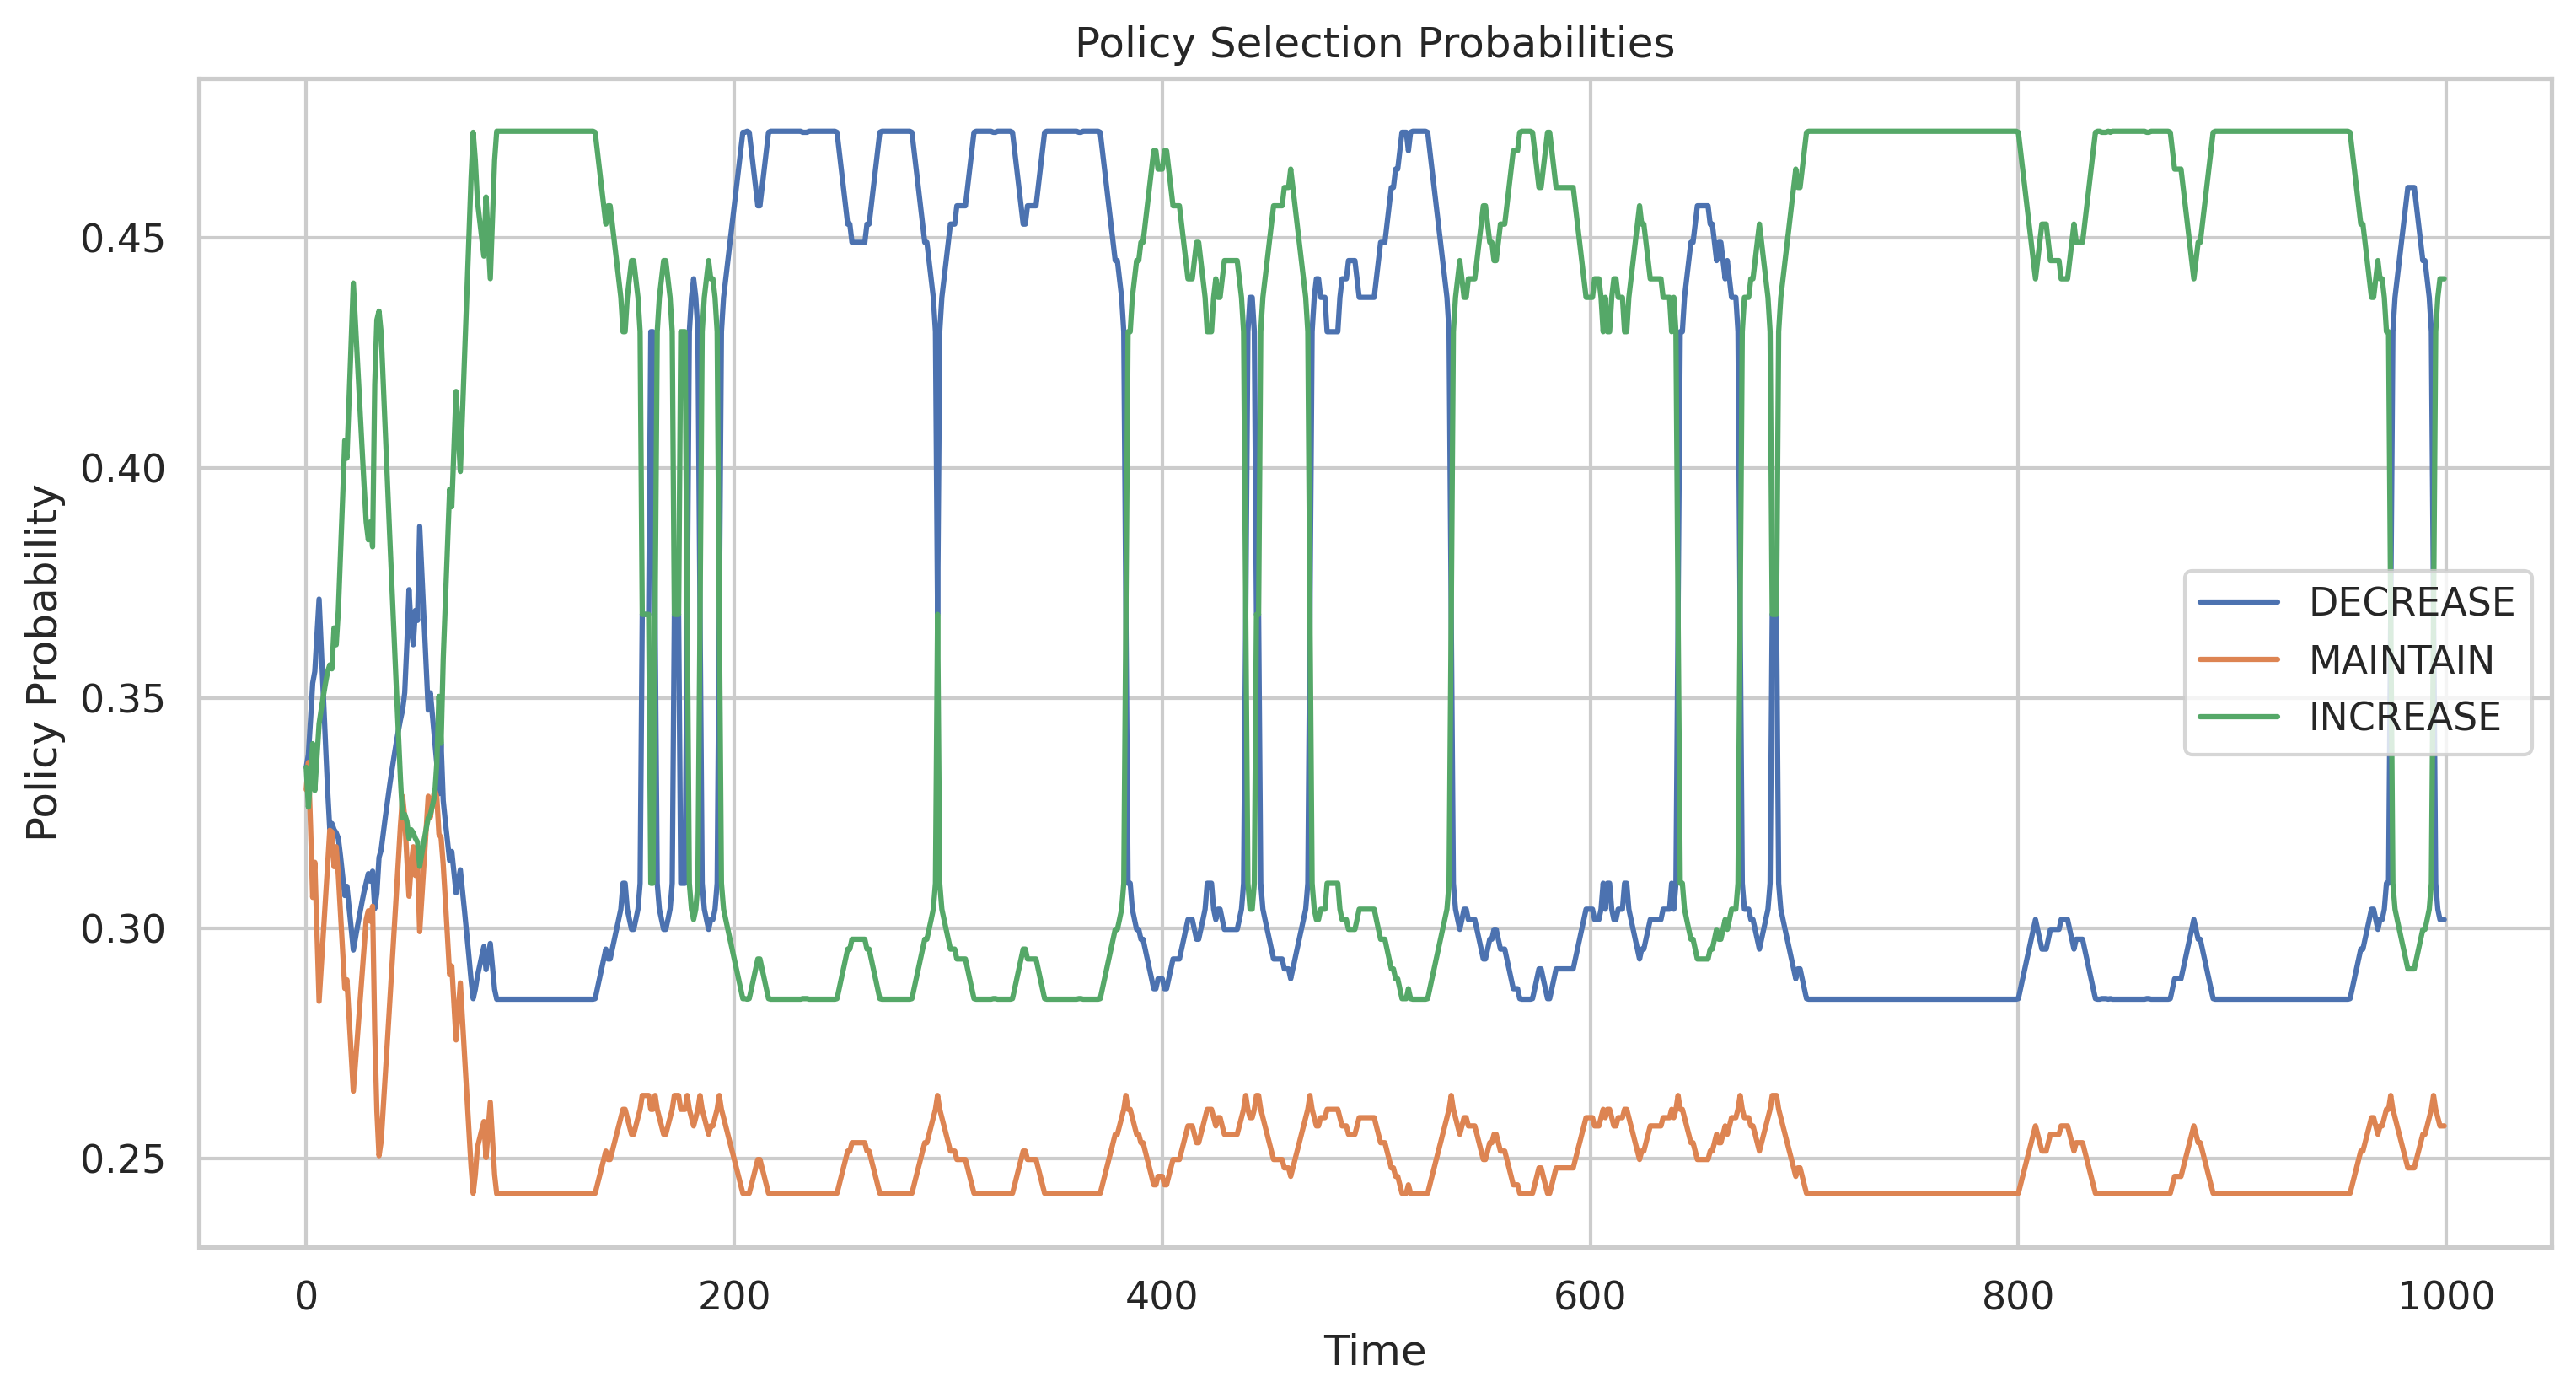 Policy Selection Probabilities
Policy Probability
0.45
0.40
0.35
0.30
0.25
DECREASE
MAINTAIN
INCREASE
0 200 400 600 800 1000
Time